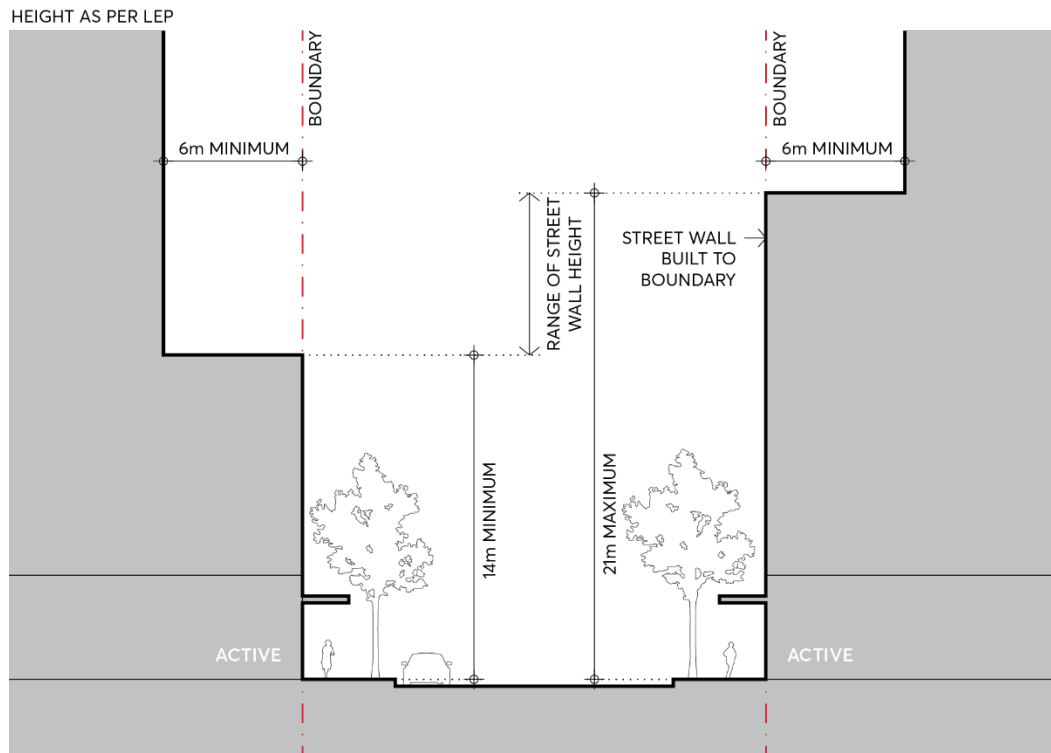 HEIGHT AS PER LEP
BOUNDARY
BOUNDARY
6m MINIMUM
6m MINIMUM
RANGE OF STREET
WALL HEIGHT
STREET WALL
BUILT TO
BOUNDARY
14m MINIMUM
21m MAXIMUM
ACTIVE
ACTIVE